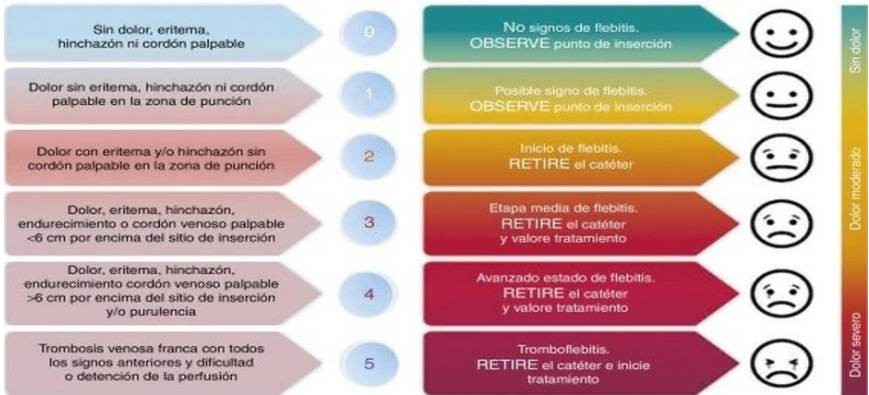 Sin dolor, eritema,
hinchazón ni cordón palpable
0
No signos de flebitis.
OBSERVE punto de inserción
Dolor sin eritema, hinchazón ni cordón
palpable en la zona de punción
1
Posible signo de flebitis.
OBSERVE punto de inserción
Dolor con eritema y/o hinchazón sin
cordón palpable en la zona de punción
2
Inicio de flebitis.
RETIRE el catéter
Dolor, eritema, hinchazón,
endurecimiento o cordón venoso palpable
<6 cm por encima del sitio de inserción
3
Etapa media de flebitis.
RETIRE el catéter
y valore tratamiento
Dolor, eritema, hinchazón,
endurecimiento cordón venoso palpable
>6 cm por encima del sitio de inserción
y/o purulencia
4
Avanzado estado de flebitis.
RETIRE el catéter
y valore tratamiento
Trombosis venosa franca con todos
los signos anteriores y dificultad
o detención de la perfusión
5
Tromboflebitis.
RETIRE el catéter e inicie
tratamiento
Sin dolor
Dolor moderado
Dolor severo